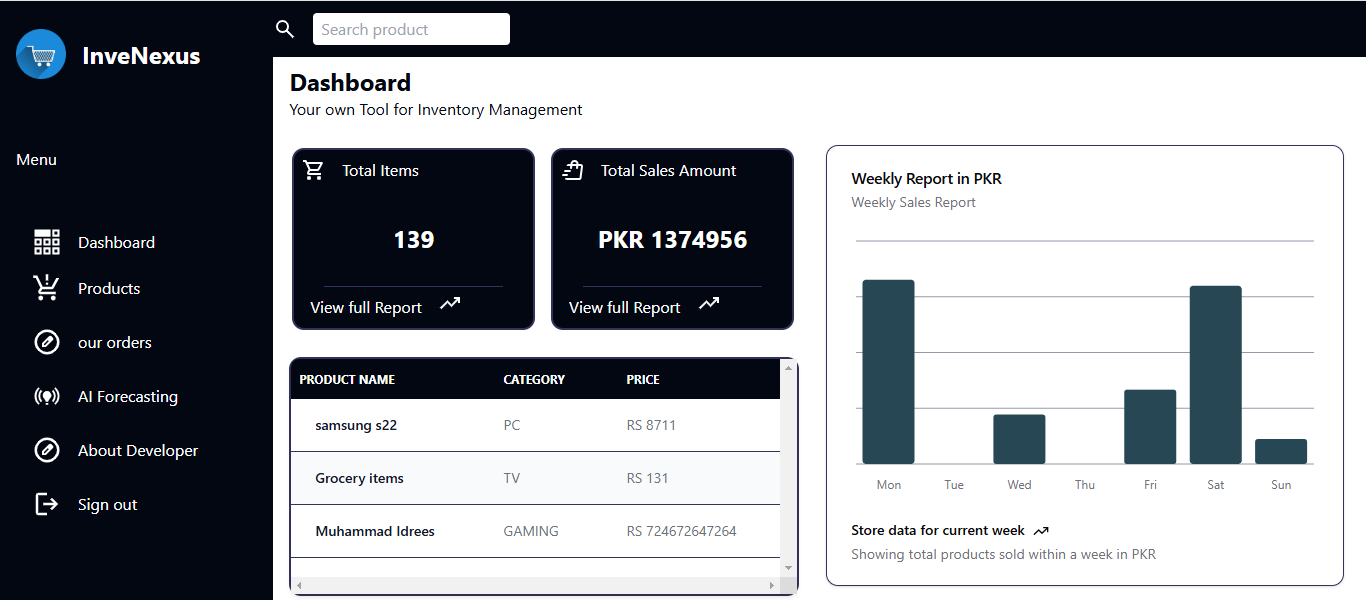 InveNexus
Menu
Dashboard
Products
our orders
AI Forecasting
About Developer
Sign out
Search product
Dashboard
Your own Tool for Inventory Management
Total Items
139
View full Report
Total Sales Amount
PKR 1374956
View full Report
PRODUCT NAME CATEGORY PRICE
samsung s22 PC RS 8711
Grocery items TV RS 131
Muhammad Idrees GAMING RS 724672647264
Weekly Report in PKR
Weekly Sales Report
Mon Tue Wed Thu Fri Sat Sun
Store data for current week
Showing total products sold within a week in PKR